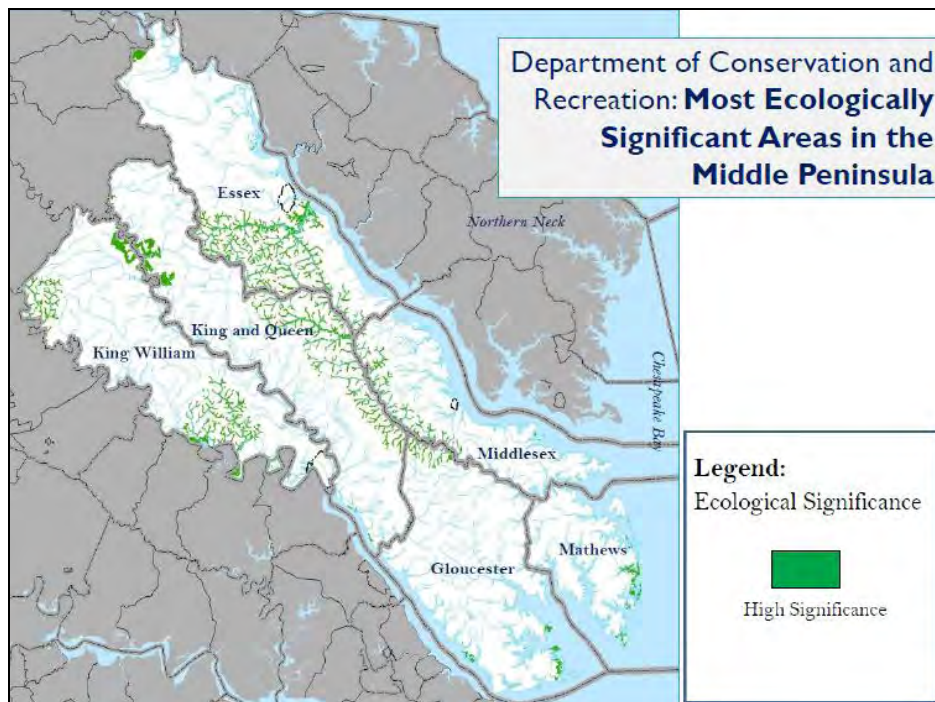 Department of Conservation and
Recreation: Most Ecologically
Significant Areas in the
Middle Peninsula
Essex
Northern Neck
King and Queen
King William
Chesapeake Bay
Middlesex
Mathews
Gloucester
Legend:
Ecological Significance
High Significance